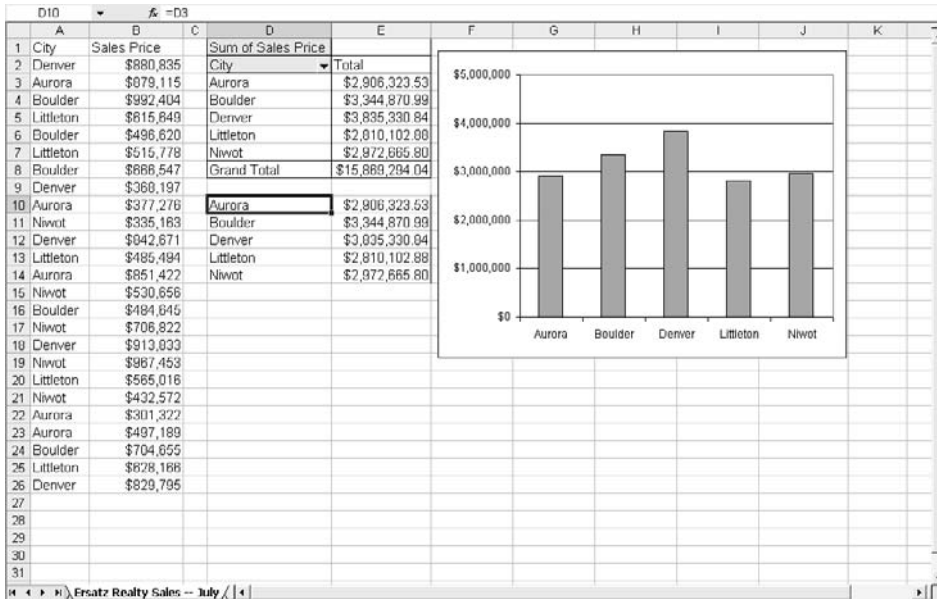 D10 fx =D3
A B C D E F G H I J K
1 City Sales Price Sum of Sales Price
2 Denver $880,835 City Total
3 Aurora $879,115 Aurora $2,906,323.53
4 Boulder $992,404 Boulder $3,344,870.99
5 Littleton $615,649 Denver $3,835,330.84
6 Boulder $496,620 Littleton $2,810,102.88
7 Littleton $515,778 Niwot $2,972,665.80
8 Boulder $666,547 Grand Total $15,869,294.04
9 Denver $368,197
10 Aurora $377,276 Aurora $2,906,323.53
11 Niwot $335,163 Boulder $3,344,870.99
12 Denver $842,671 Denver $3,835,330.84
13 Littleton $485,494 Littleton $2,810,102.88
14 Aurora $851,422 Niwot $2,972,665.80
15 Niwot $530,656
16 Boulder $484,645
17 Niwot $706,822
18 Denver $913,833
19 Niwot $967,453
20 Littleton $565,016
21 Niwot $432,572
22 Aurora $301,322
23 Aurora $497,189
24 Boulder $704,655
25 Littleton $628,166
26 Denver $829,795
27
28
29
30
31
$5,000,000
$4,000,000
$3,000,000
$2,000,000
$1,000,000
$0
Aurora Boulder Denver Littleton Niwot
Ersatz Realty Sales -- July